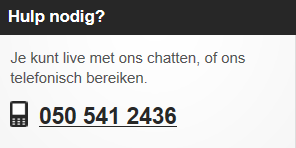 Hulp nodig?
Je kunt live met ons chatten, of ons
telefonisch bereiken.
050 541 2436